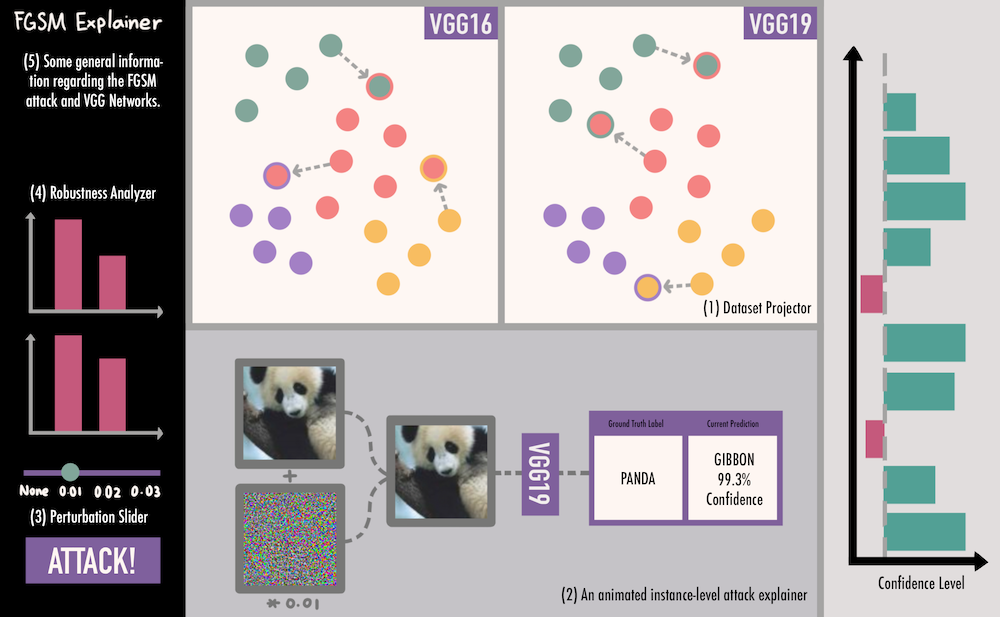 FGSM Explainer
(5) Some general informa-
tion regarding the FGSM
attack and VGG Networks.
(4) Robustness Analyzer
None 0.01 0.02 0.03
(3) Perturbation Slider
ATTACK!
VGG16
VGG19
(1) Dataset Projector
+
* 0.01
VGG19
Ground Truth Label
Current Prediction
PANDA
GIBBON
99.3%
Confidence
(2) An animated instance-level attack explainer
Confidence Level